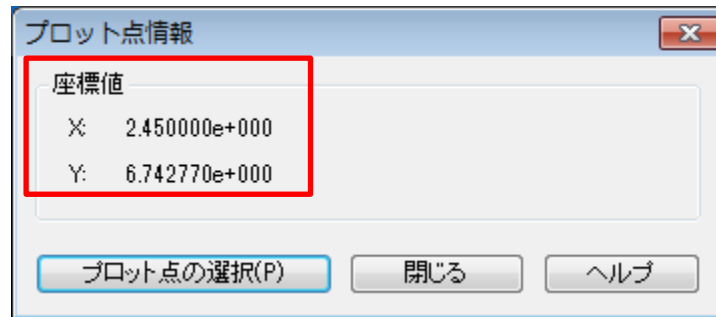 プロット点情報
座標値
X: 2.450000e+000
Y: 6.742770e+000
プロット点の選択(P) 閉じる ヘルプ